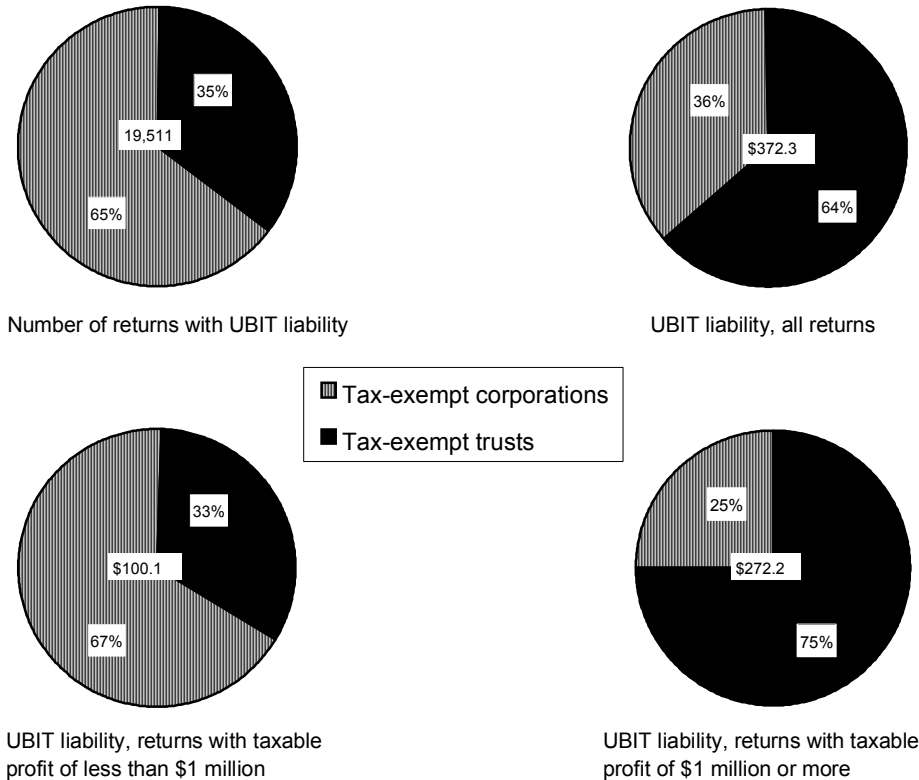 35%
19,511
65%
Number of returns with UBIT liability
36%
$372.3
64%
UBIT liability, all returns
Tax-exempt corporations
Tax-exempt trusts
33%
$100.1
67%
UBIT liability, returns with taxable
profit of less than $1 million
25%
$272.2
75%
UBIT liability, returns with taxable
profit of $1 million or more